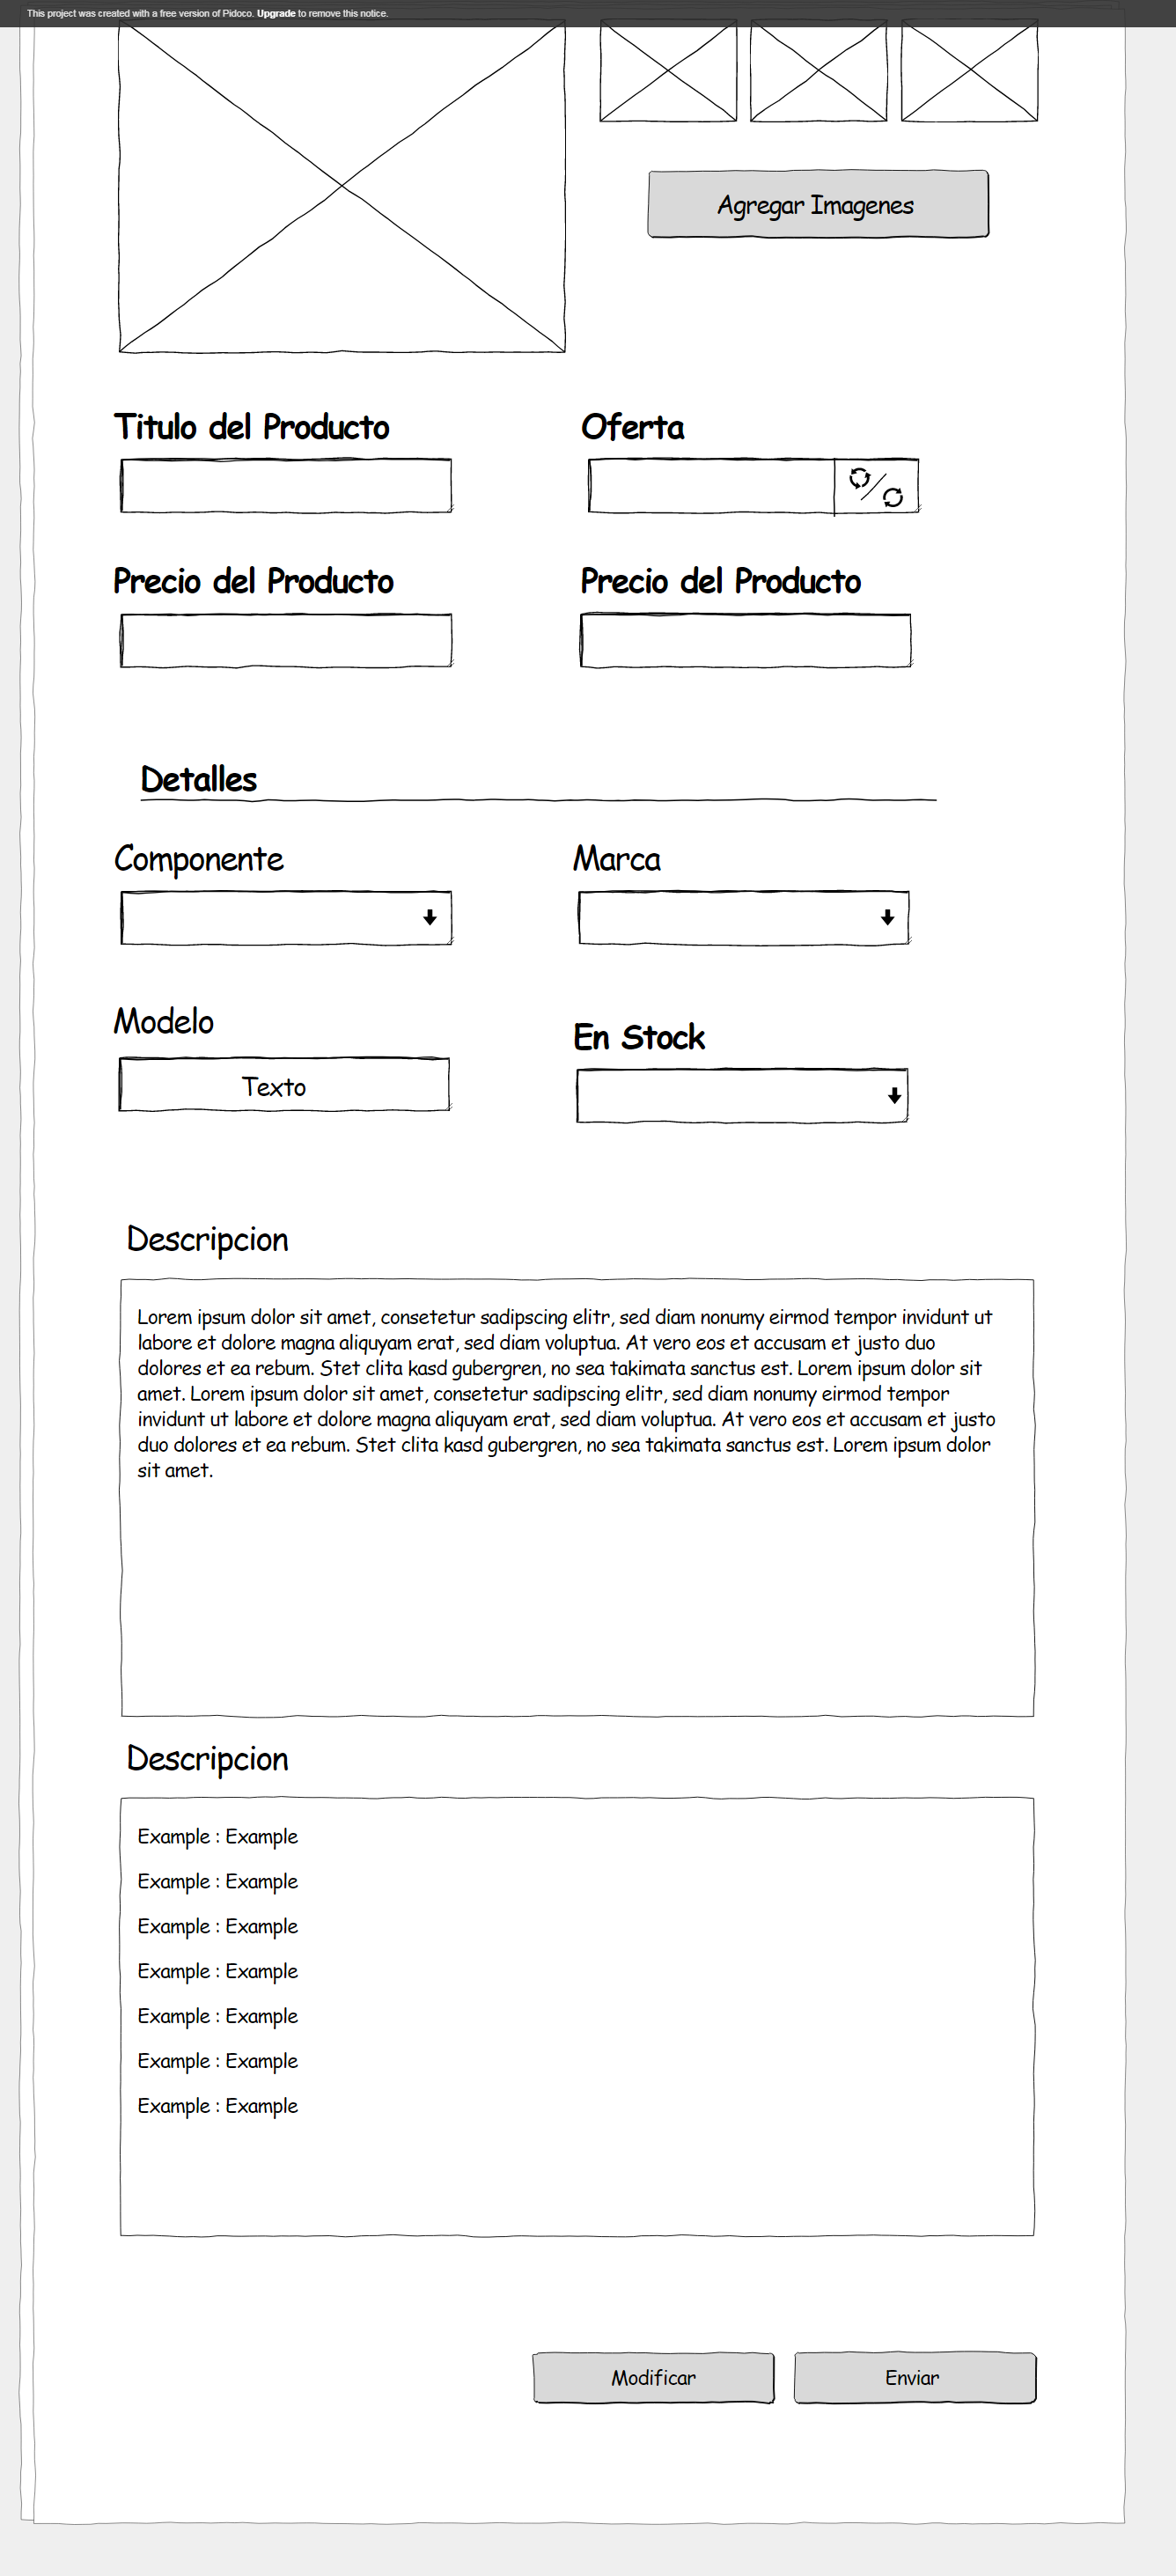 This project was created with a free version of Pidoco. Upgrade to remove this notice.
Agregar Imagenes
Titulo del Producto
Oferta
Precio del Producto
Precio del Producto
Detalles
Componente
Marca
Modelo
En Stock
Texto
Descripcion
Lorem ipsum dolor sit amet, consetetur sadipscing elitr, sed diam nonumy eirmod tempor invidunt ut
labore et dolore magna aliquyam erat, sed diam voluptua. At vero eos et accusam et justo duo
dolores et ea rebum. Stet clita kasd gubergren, no sea takimata sanctus est. Lorem ipsum dolor sit
amet. Lorem ipsum dolor sit amet, consetetur sadipscing elitr, sed diam nonumy eirmod tempor
invidunt ut labore et dolore magna aliquyam erat, sed diam voluptua. At vero eos et accusam et justo
duo dolores et ea rebum. Stet clita kasd gubergren, no sea takimata sanctus est. Lorem ipsum dolor
sit amet.
Descripcion
Example : Example
Example : Example
Example : Example
Example : Example
Example : Example
Example : Example
Example : Example
Modificar
Enviar